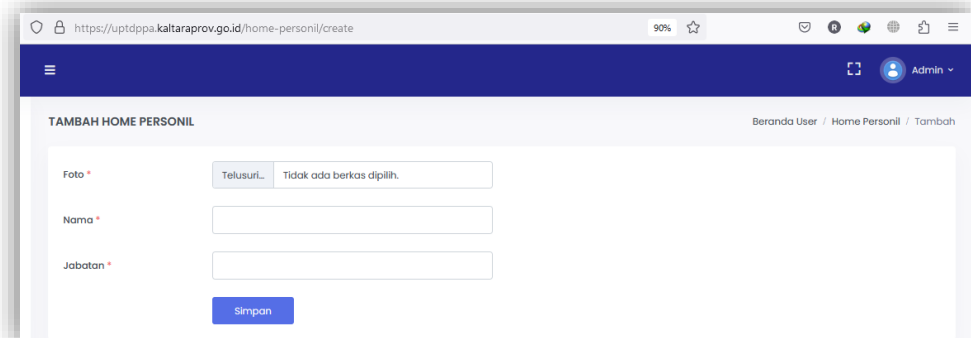 https://uptdppa.kaltaraprov.go.id/home-personil/create 90%
Admin
TAMBAH HOME PERSONIL Beranda User / Home Personil / Tambah
Foto * Telusuri... Tidak ada berkas dipilih.
Nama *
Jabatan *
Simpan